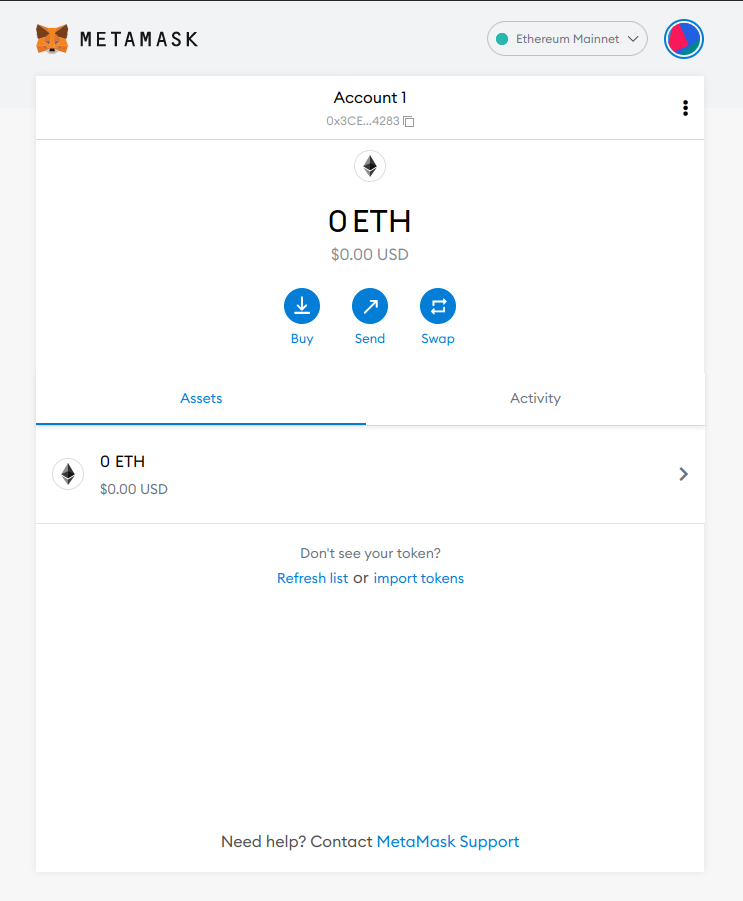 METAMASK
Ethereum Mainnet
Account 1
0x3CE...4283
0 ETH
$0.00 USD
Buy Send Swap
Assets Activity
0 ETH
$0.00 USD
Don't see your token?
Refresh list or import tokens
Need help? Contact MetaMask Support